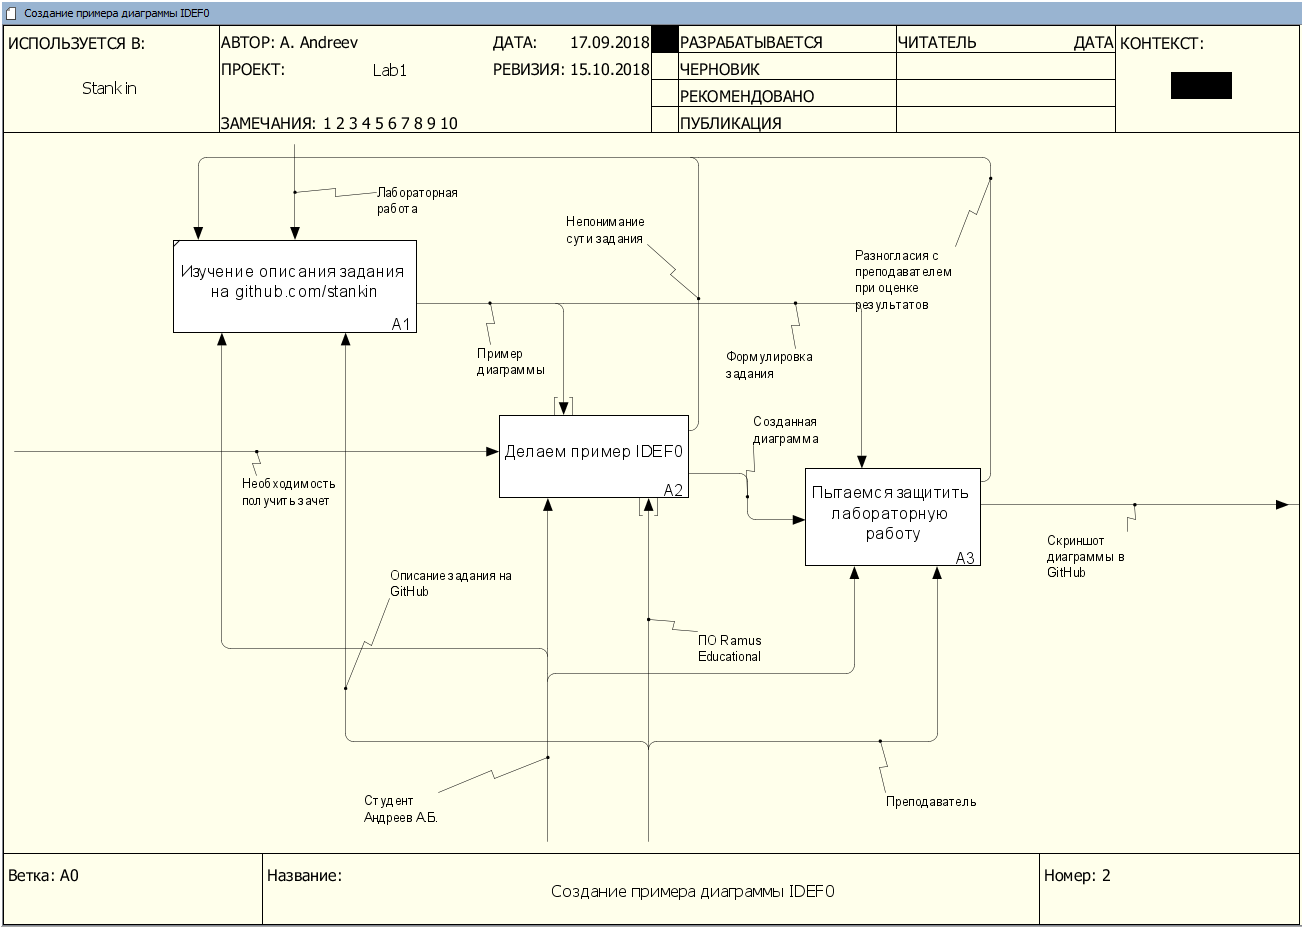 Создание примера диаграммы IDEF0
ИСПОЛЬЗУЕТСЯ В:
Stankin
АВТОР: A. Andreev
ДАТА: 17.09.2018
ПРОЕКТ: Lab1
РЕВИЗИЯ: 15.10.2018
ЗАМЕЧАНИЯ: 1 2 3 4 5 6 7 8 9 10
РАЗРАБАТЫВАЕТСЯ
ЧЕРНОВИК
РЕКОМЕНДОВАНО
ПУБЛИКАЦИЯ
ЧИТАТЕЛЬ
ДАТА
КОНТЕКСТ:
Лабораторная
работа
Непонимание
сути задания
Разногласия с
преподавателем
при оценке
результатов
Изучение описания задания
на github.com/stankin
A1
Пример
диаграммы
Формулировка
задания
Созданная
диаграмма
Делаем пример IDEF0
A2
Необходимость
получить зачет
Пытаемся защитить
лабораторную
работу
A3
Скриншот
диаграммы в
GitHub
Описание задания на
GitHub
ПО Ramus
Educational
Студент
Андреев А.Б.
Преподаватель
Ветка: A0
Название:
Создание примера диаграммы IDEF0
Номер: 2